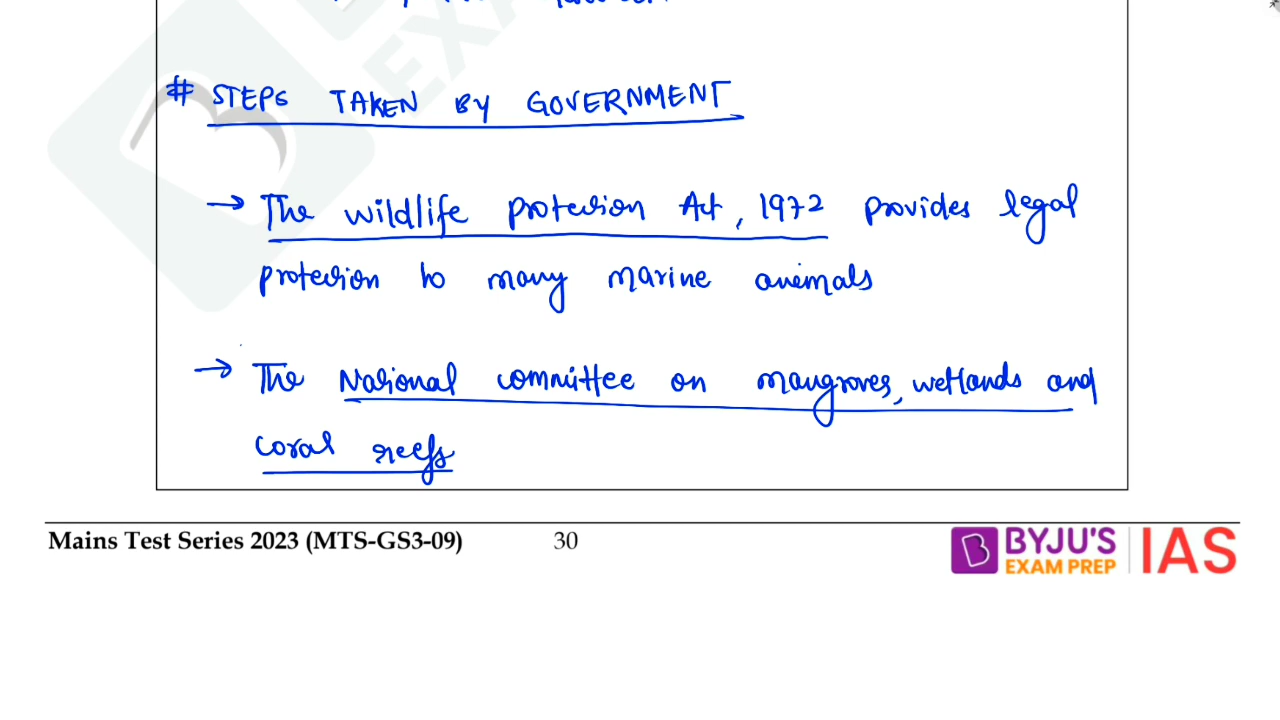 # STEPS TAKEN BY GOVERNMENT
→ The wildlife protection Act, 1972 provides legal
protection to many marine animals
→ The National committee on mangroves, wetlands and
coral reefs
Mains Test Series 2023 (MTS-GS3-09) 30 BYJU'S EXAM PREP IAS